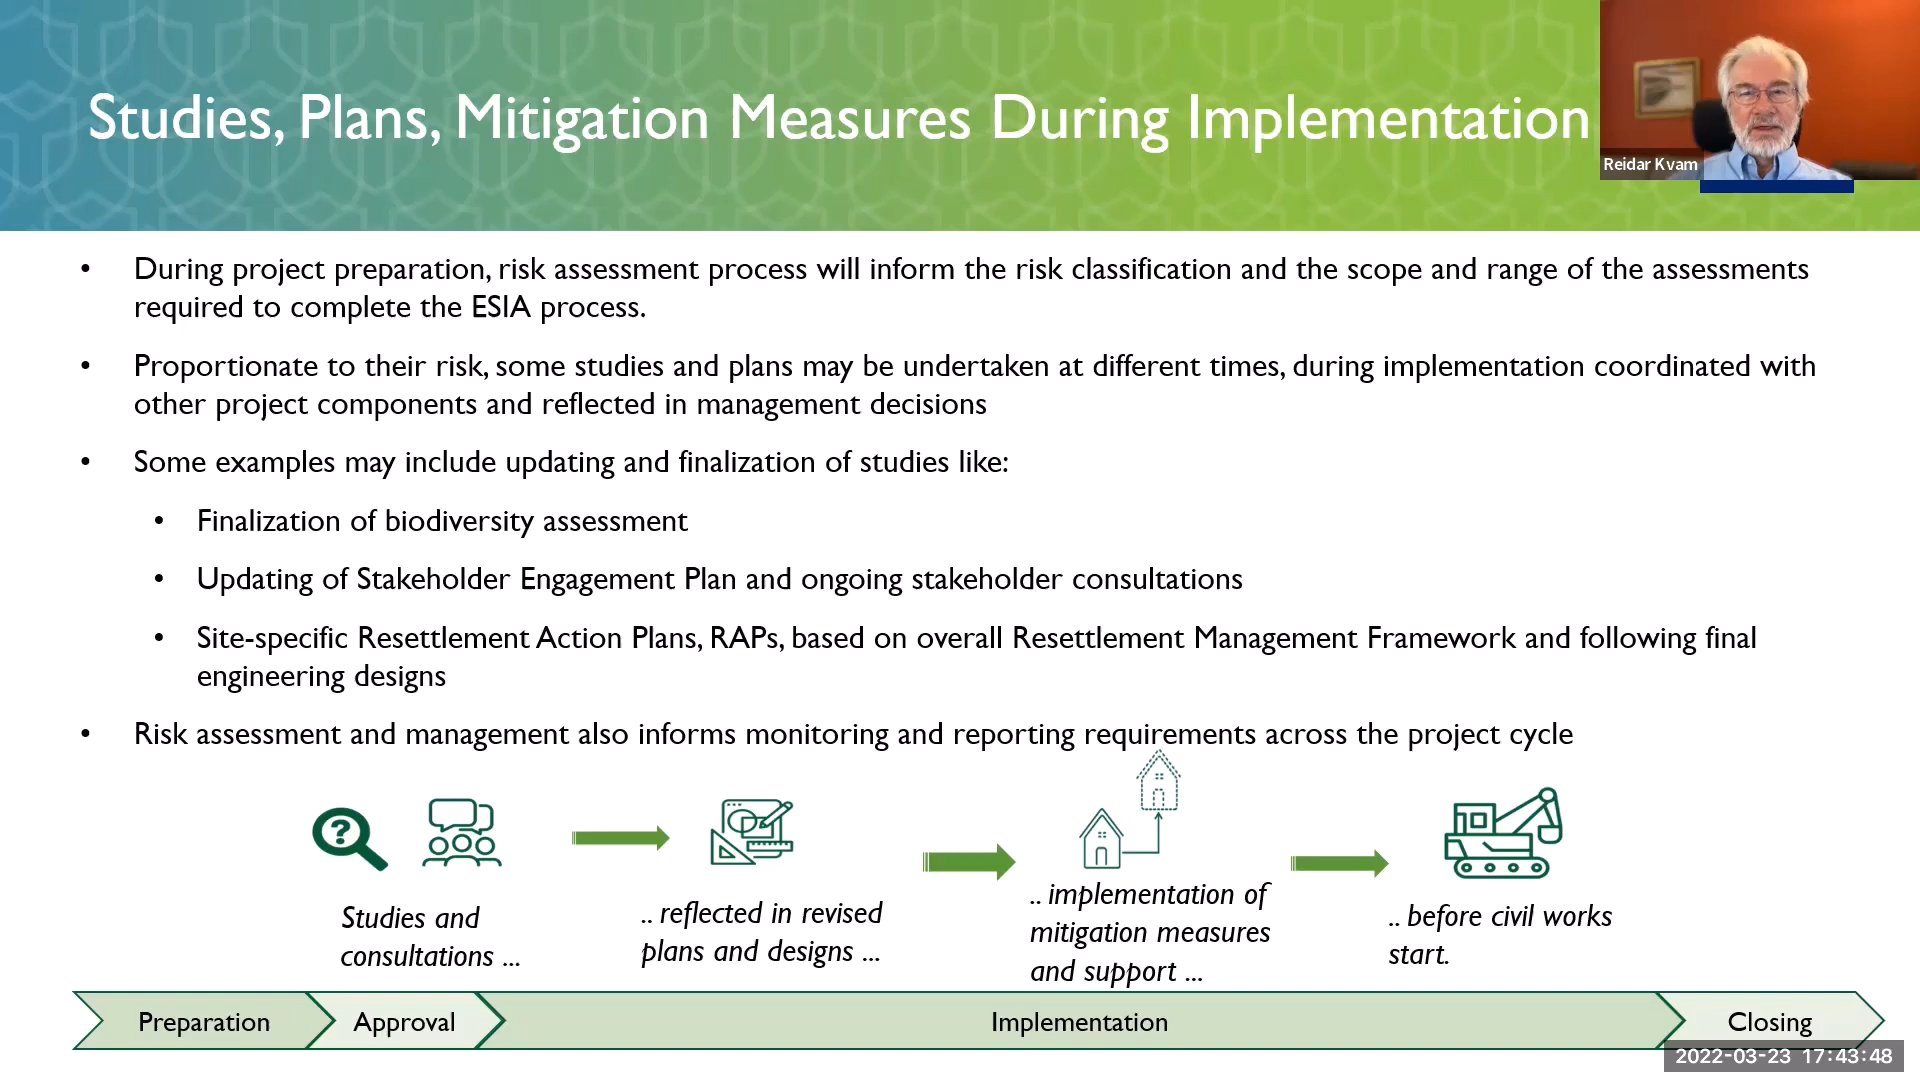 Studies, Plans, Mitigation Measures During Implementation
Reidar Kvam
• During project preparation, risk assessment process will inform the risk classification and the scope and range of the assessments
required to complete the ESIA process.
• Proportionate to their risk, some studies and plans may be undertaken at different times, during implementation coordinated with
other project components and reflected in management decisions
• Some examples may include updating and finalization of studies like:
• Finalization of biodiversity assessment
• Updating of Stakeholder Engagement Plan and ongoing stakeholder consultations
• Site-specific Resettlement Action Plans, RAPs, based on overall Resettlement Management Framework and following final
engineering designs
• Risk assessment and management also informs monitoring and reporting requirements across the project cycle
?
Studies and
consultations ...
.. reflected in revised
plans and designs ...
.. implementation of
mitigation measures
and support ...
.. before civil works
start.
Preparation
Approval
Implementation
Closing
2022-03-23 17:43:48